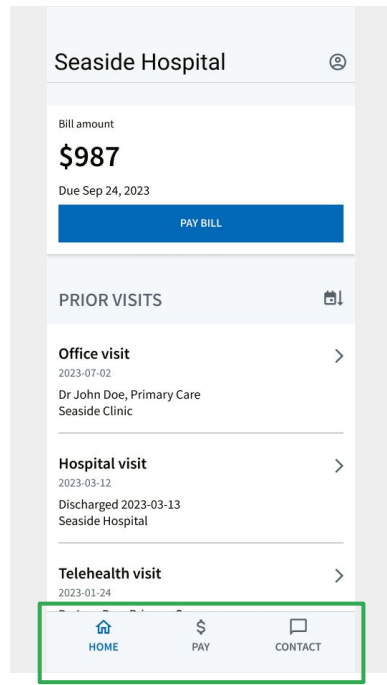 Seaside Hospital
Bill amount
$987
Due Sep 24, 2023
PAY BILL
PRIOR VISITS
Office visit
2023-07-02
Dr John Doe, Primary Care
Seaside Clinic
Hospital visit
2023-03-12
Discharged 2023-03-13
Seaside Hospital
Telehealth visit
2023-01-24
HOME
PAY
CONTACT